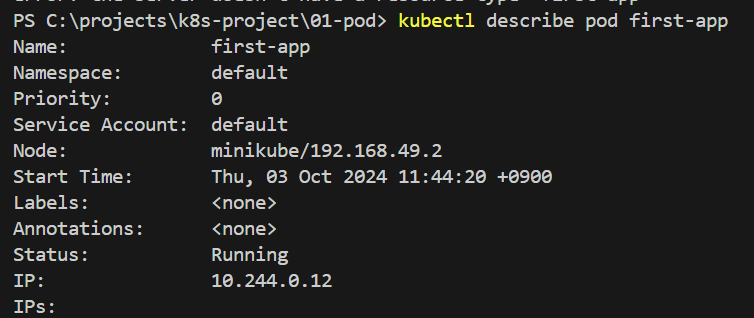 PS C:\projects\k8s-project\01-pod> kubectl describe pod first-app
Name:             first-app
Namespace:        default
Priority:         0
Service Account:  default
Node:             minikube/192.168.49.2
Start Time:       Thu, 03 Oct 2024 11:44:20 +0900
Labels:           <none>
Annotations:      <none>
Status:           Running
IP:               10.244.0.12
IPs: